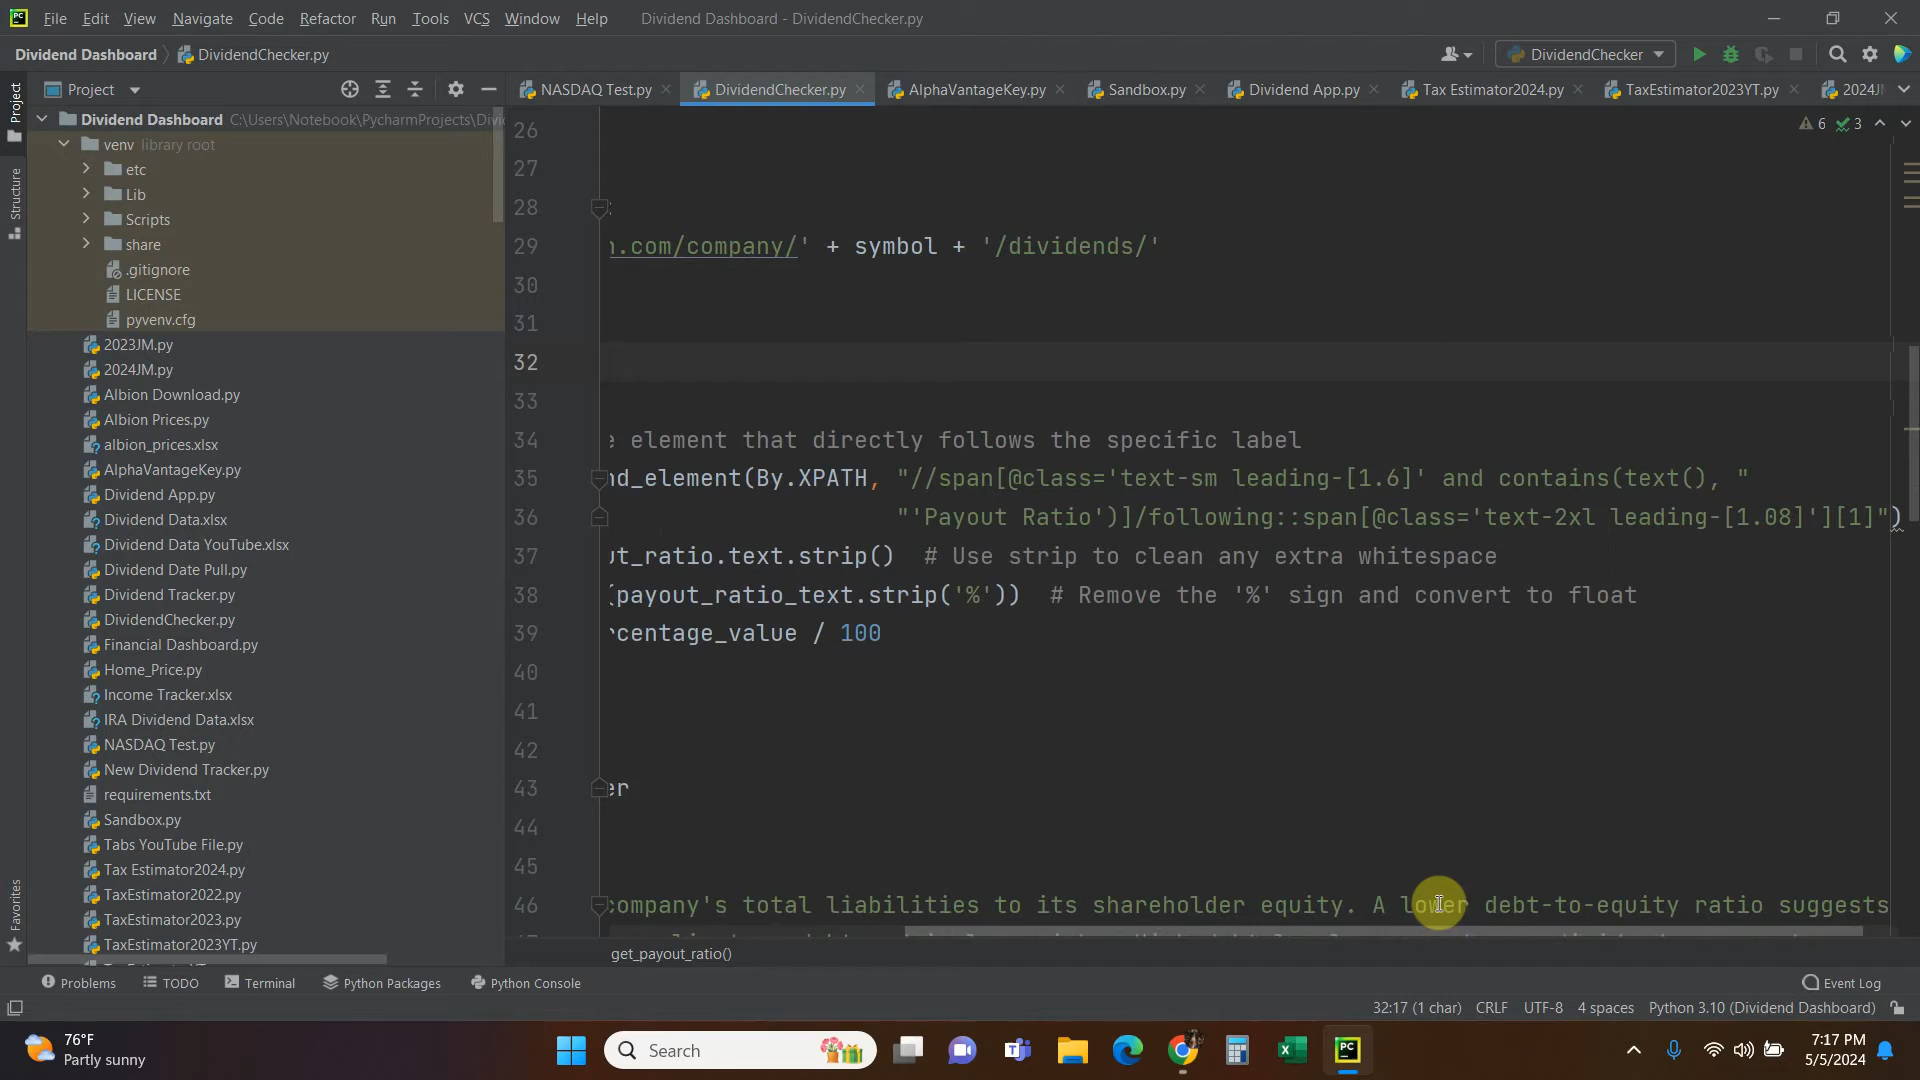 PC File Edit View Navigate Code Refactor Run Tools VCS Window Help Dividend Dashboard - DividendChecker.py
Dividend Dashboard DividendChecker.py DividendChecker
Project
NASDAQ Test.py DividendChecker.py AlphaVantageKey.py Sandbox.py Dividend App.py Tax Estimator2024.py TaxEstimator2023YT.py
Project
Structure
Favorites
6 3
Dividend Dashboard C:\Users\Notebook\PycharmProjects\
venv library root
etc
Lib
Scripts
share
.gitignore
LICENSE
pyvenv.cfg
2023JM.py
2024JM.py
Albion Download.py
Albion Prices.py
albion_prices.xlsx
AlphaVantageKey.py
Dividend App.py
Dividend Data.xlsx
Dividend Data YouTube.xlsx
Dividend Date Pull.py
Dividend Tracker.py
DividendChecker.py
Financial Dashboard.py
Home_Price.py
Income Tracker.xlsx
IRA Dividend Data.xlsx
NASDAQ Test.py
New Dividend Tracker.py
requirements.txt
Sandbox.py
Tabs YouTube File.py
Tax Estimator2024.py
TaxEstimator2022.py
TaxEstimator2023.py
TaxEstimator2023YT.py
26
27
28 :
29 .com/company/' + symbol + '/dividends/'
30
31
32
33
34 e element that directly follows the specific label
35 nd_element(By.XPATH, "//span[@class='text-sm leading-[1.6]' and contains(text(), "
36 "'Payout Ratio')]/following::span[@class='text-2xl leading-[1.08]'][1]")
37 ut_ratio.text.strip() # Use strip to clean any extra whitespace
38 (payout_ratio_text.strip('%')) # Remove the '%' sign and convert to float
39 rcentage_value / 100
40
41
42
43 er
44
45
46 company's total liabilities to its shareholder equity. A lower debt-to-equity ratio suggests
get_payout_ratio()
Problems TODO Terminal Python Packages Python Console Event Log
32:17 (1 char) CRLF UTF-8 4 spaces Python 3.10 (Dividend Dashboard)
76°F
Partly sunny
Search
PC
7:17 PM
5/5/2024